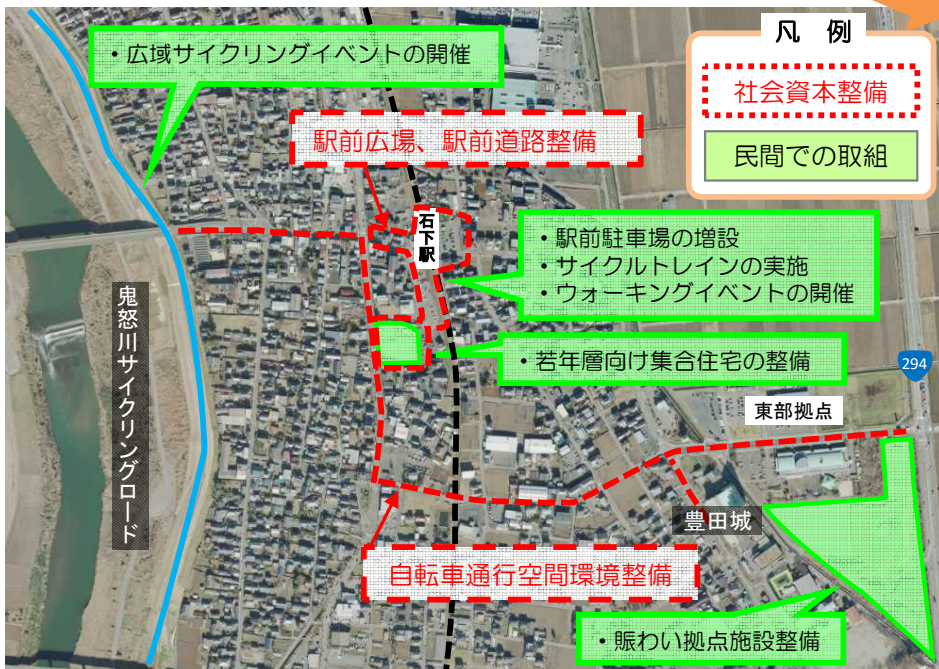 凡 例
社会資本整備
民間での取組
・広域サイクリングイベントの開催
駅前広場、駅前道路整備
石下駅
・駅前駐車場の増設
・サイクルトレインの実施
・ウォーキングイベントの開催
鬼怒川サイクリングロード
・若年層向け集合住宅の整備
294
東部拠点
豊田城
自転車通行空間環境整備
・賑わい拠点施設整備